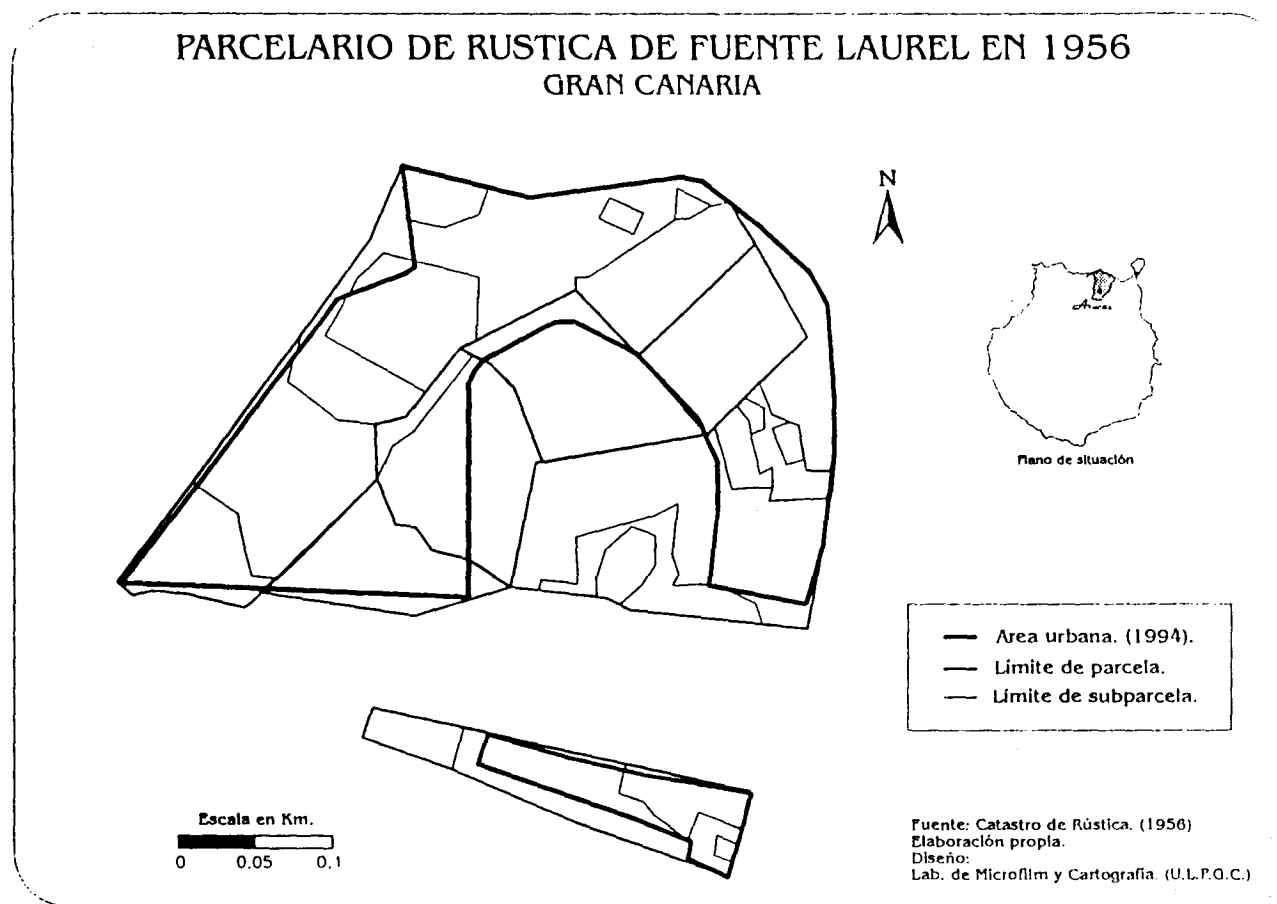 PARCELARIO DE RUSTICA DE FUENTE LAUREL EN 1956
GRAN CANARIA
N
Arucas
Plano de situación
Area urbana. (1994).
Límite de parcela.
Límite de subparcela.
Escala en Km.
0 0.05 0.1
Fuente: Catastro de Rústica. (1956)
Elaboración propia.
Diseño:
Lab. de Microfilm y Cartografía. (U.L.P.G.C.)